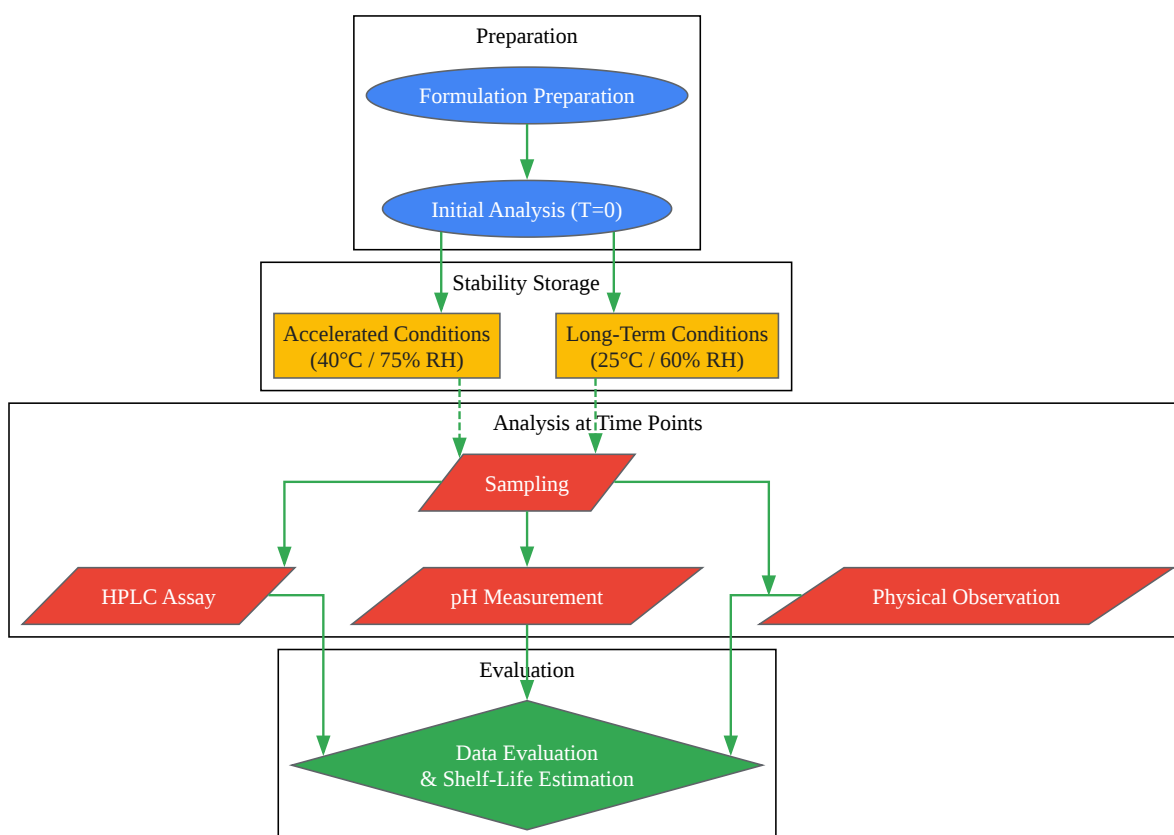 Preparation
Formulation Preparation
Initial Analysis (T=0)
Stability Storage
Accelerated Conditions
(40°C / 75% RH)
Long-Term Conditions
(25°C / 60% RH)
Analysis at Time Points
Sampling
HPLC Assay
pH Measurement
Physical Observation
Evaluation
Data Evaluation
& Shelf-Life Estimation